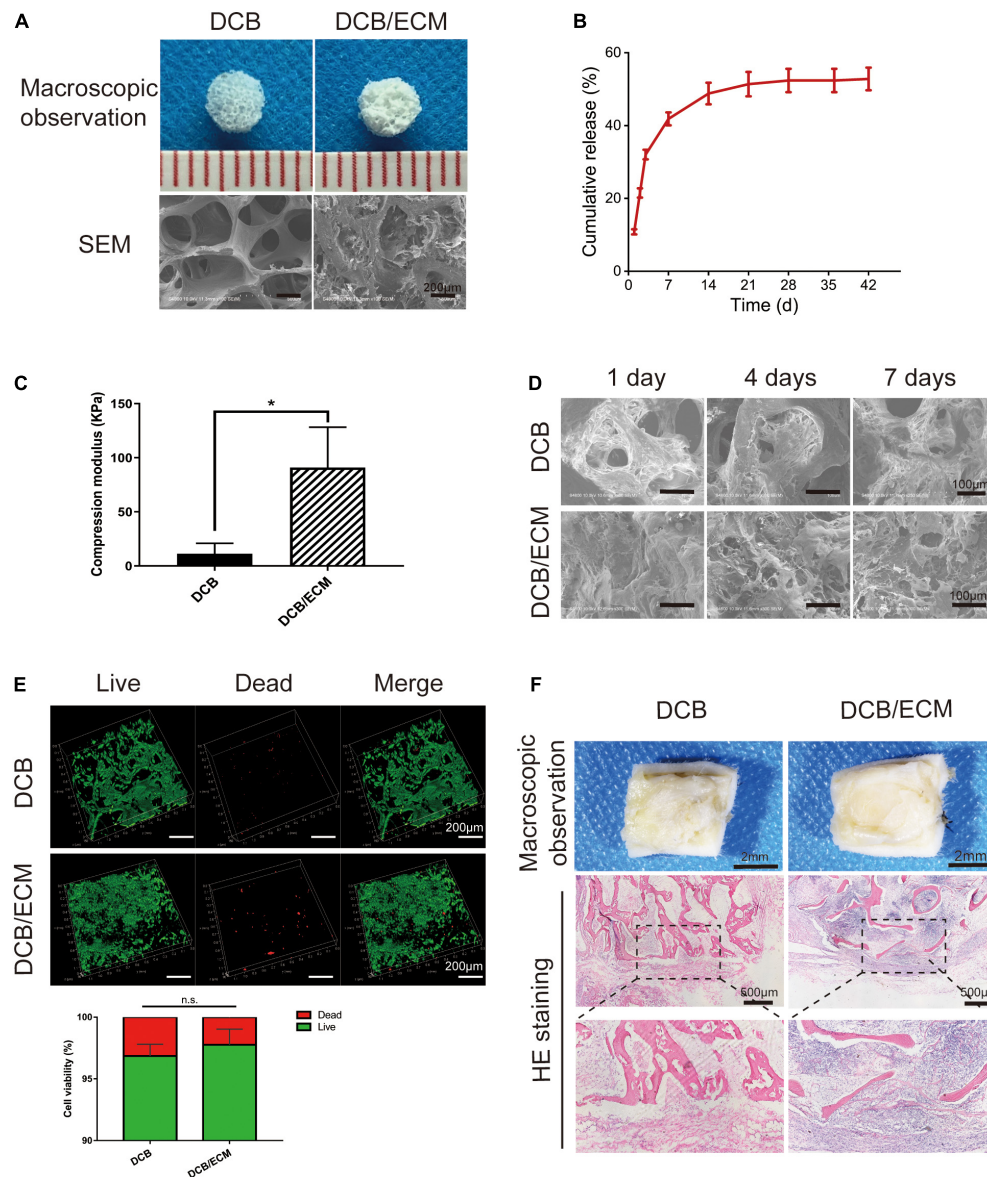 A
DCB
DCB/ECM
Macroscopic
observation
SEM
200μm
B
Cumulative release (%)
60
40
20
0
0 7 14 21 28 35 42
Time (d)
C
Compression modulus (KPa)
150
100
50
0
*
DCB
DCB/ECM
D
1 day
4 days
7 days
DCB
100μm
DCB/ECM
100μm
E
Live
Dead
Merge
DCB
200μm
DCB/ECM
200μm
n.s.
Dead
Live
Cell viability (%)
100
95
90
DCB
DCB/ECM
F
DCB
DCB/ECM
Macroscopic
observation
2mm
2mm
HE staining
500μm
500μm